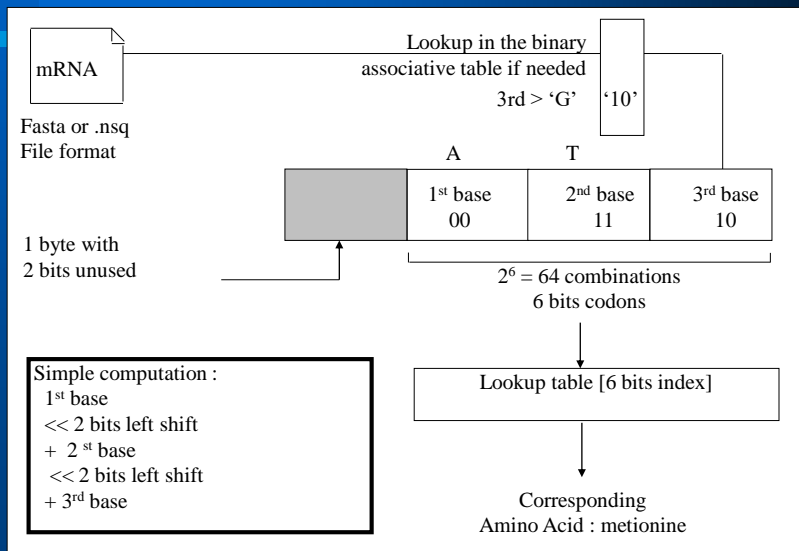 mRNA
Lookup in the binary
associative table if needed
3rd > ‘G’ ‘10’
Fasta or .nsq
File format
A T
1st base 2nd base 3rd base
00 11 10
1 byte with
2 bits unused
2⁶ = 64 combinations
6 bits codons
Simple computation :
1st base
<< 2 bits left shift
+ 2 st base
<< 2 bits left shift
+ 3rd base
Lookup table [6 bits index]
Corresponding
Amino Acid : metionine